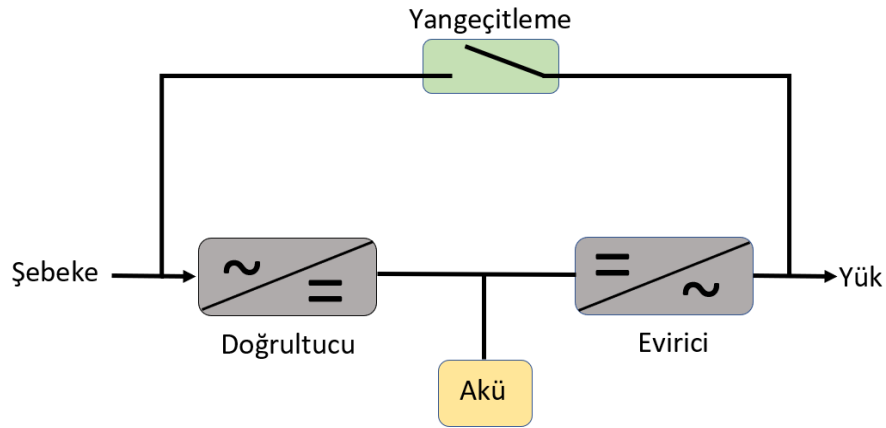 Yangeçitleme
Şebeke
Yük
Doğrultucu
Evirici
Akü